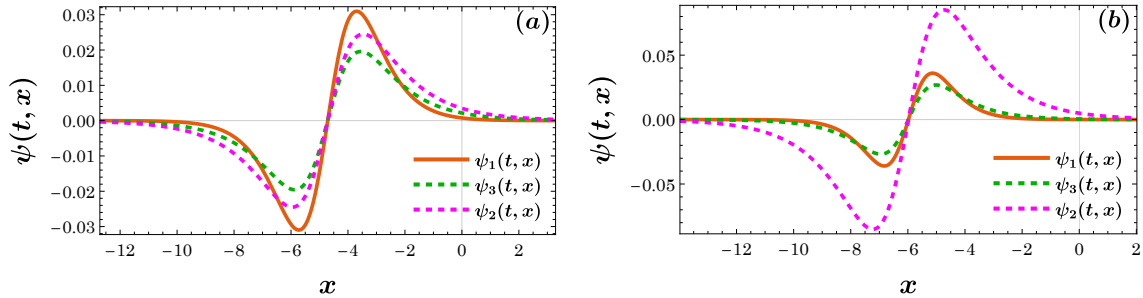 (a)
ψ(t, x)
0.03
0.02
0.01
0.00
−0.01
−0.02
−0.03
ψ₁(t, x)
ψ₃(t, x)
ψ₂(t, x)
−12 −10 −8 −6 −4 −2 0 2
x
(b)
ψ(t, x)
0.05
0.00
−0.05
ψ₁(t, x)
ψ₃(t, x)
ψ₂(t, x)
−12 −10 −8 −6 −4 −2 0 2
x